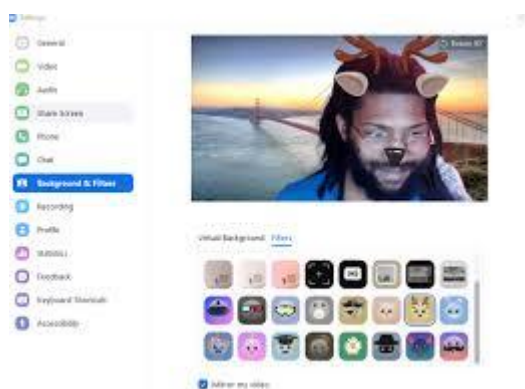 Settings
General
Video
Audio
Share Screen
Phone
Chat
Background & Filters
Recording
Profile
Statistics
Feedback
Keyboard Shortcuts
Accessibility
Virtual Background Filters
Mirror my video